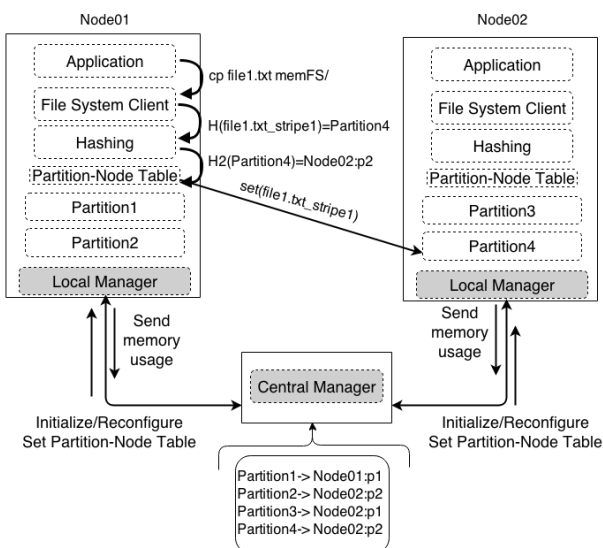 Node01
Node02
Application
cp file1.txt memFS/
File System Client
H(file1.txt_stripe1)=Partition4
Hashing
H2(Partition4)=Node02:p2
Partition-Node Table
set(file1.txt_stripe1)
Partition1
Partition2
Local Manager
Application
File System Client
Hashing
Partition-Node Table
Partition3
Partition4
Local Manager
Send
memory
usage
Send
memory
usage
Central Manager
Initialize/Reconfigure
Set Partition-Node Table
Initialize/Reconfigure
Set Partition-Node Table
Partition1-> Node01:p1
Partition2-> Node02:p2
Partition3-> Node02:p1
Partition4-> Node02:p2